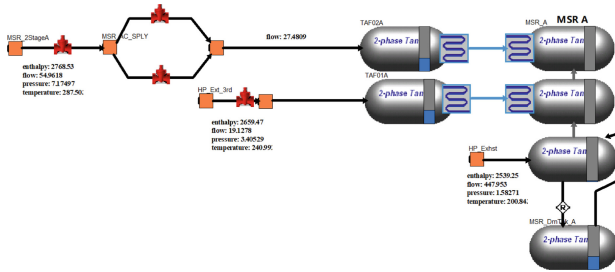 MSR_2StageA
enthalpy: 2768.53
flow: 54.9618
pressure: 7.17497
MSR_AC_SPLY
flow: 27.4809
TAF02A
2-phase Tan
MSR_A
MSR A
2-phase Tan
HP_Ext_3rd
enthalpy: 2659.47
flow: 19.1278
pressure: 3.40529
temperature: 240.99
TAF01A
2-phase Tan
2-phase Tan
HP_Exhst
enthalpy: 2539.25
flow: 447.953
pressure: 1.58271
temperature: 200.84
2-phase Tan
R
2-phase Tan